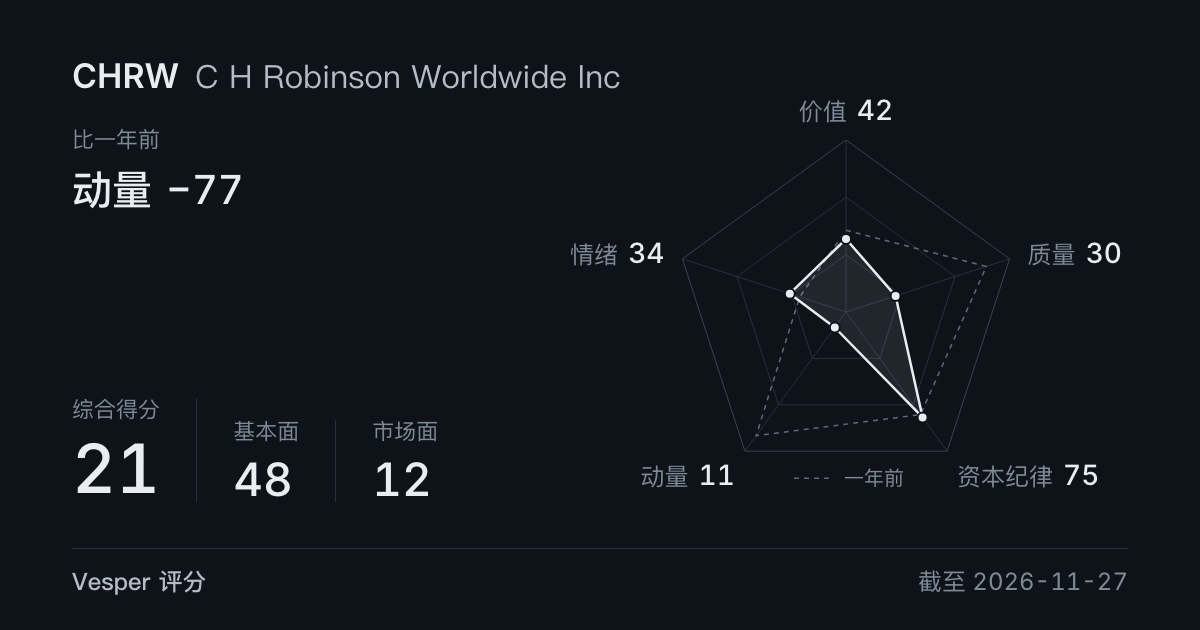 CHRW C H Robinson Worldwide Inc
比一年前
动量 −77
价值 42
情绪 34
质量 30
动量 11
---- 一年前
资本纪律 75
综合得分
21
基本面
48
市场面
12
Vesper 评分
截至 2026-11-27